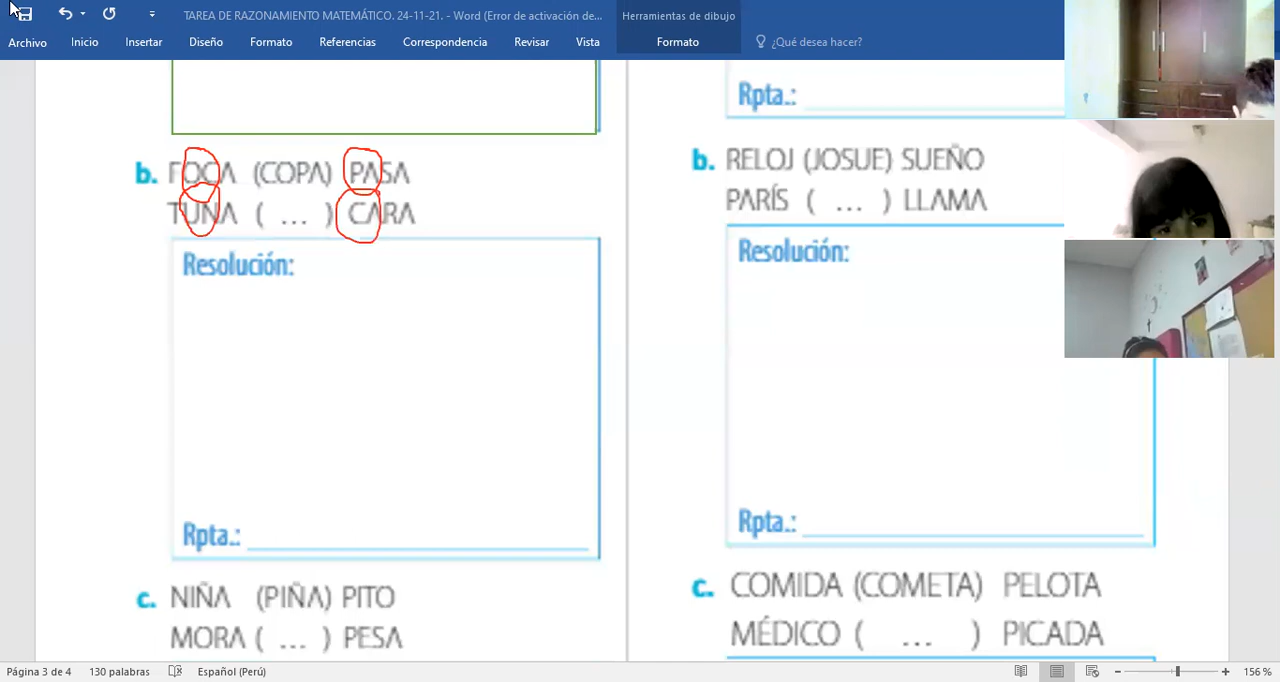 TAREA DE RAZONAMIENTO MATEMÁTICO. 24-11-21. - Word (Error de activación de...
Herramientas de dibujo
Archivo Inicio Insertar Diseño Formato Referencias Correspondencia Revisar Vista Formato ¿Qué desea hacer?
b. FOCA (COPA) PASA
TUNA ( ... ) CARA
Resolución:
Rpta.:
c. NIÑA (PIÑA) PITO
MORA ( ... ) PESA
Rpta.:
b. RELOJ (JOSUE) SUEÑO
PARÍS ( ... ) LLAMA
Resolución:
Rpta.:
c. COMIDA (COMETA) PELOTA
MÉDICO ( ... ) PICADA
Página 3 de 4 130 palabras Español (Perú) 156 %